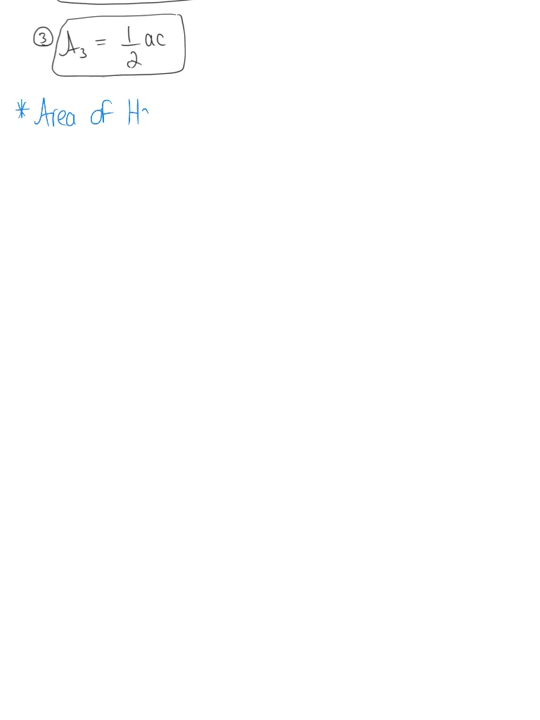 ③ A₃ = 1/2 ac
* Area of H